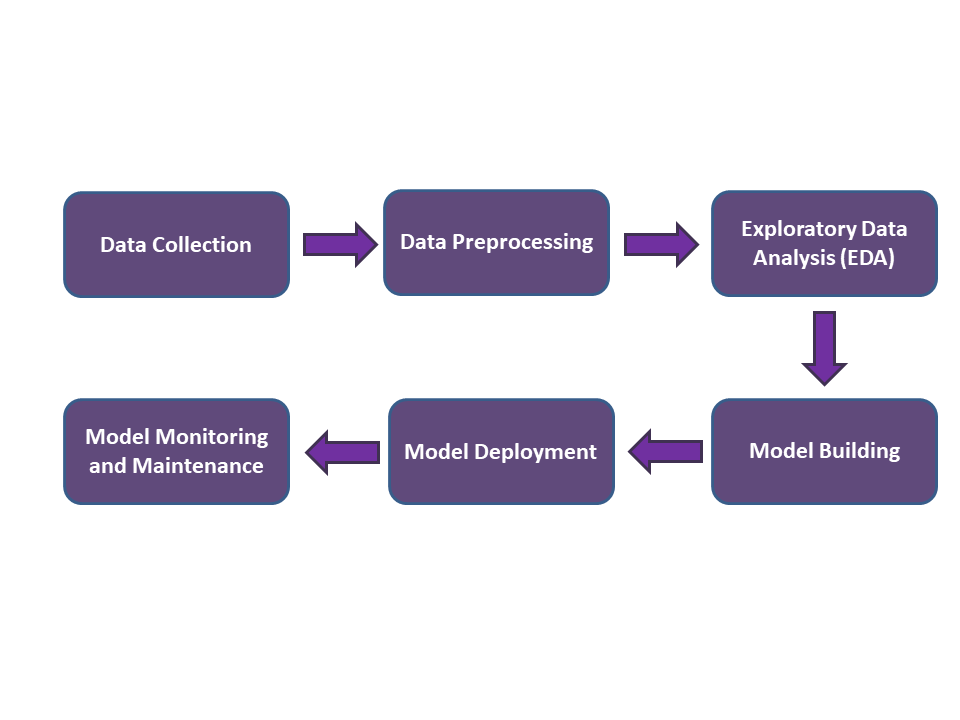 Data Collection
Data Preprocessing
Exploratory Data
Analysis (EDA)
Model Building
Model Deployment
Model Monitoring
and Maintenance